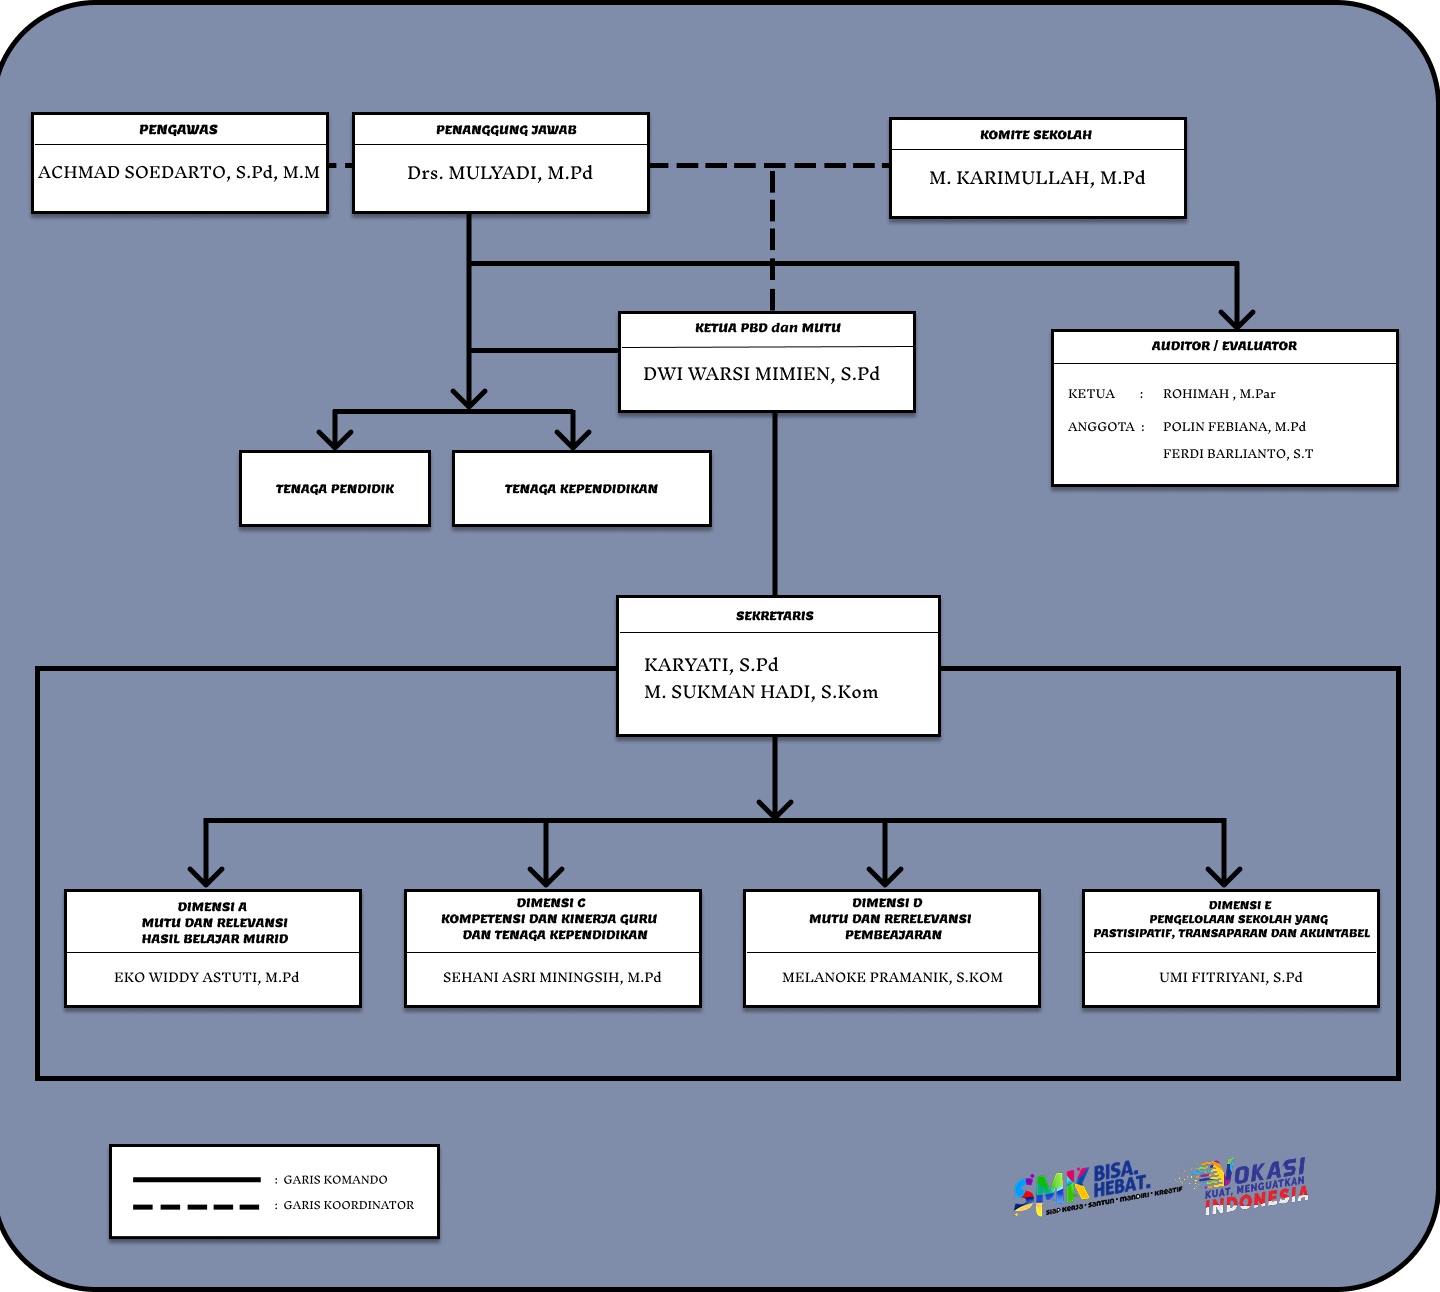 PENGAWAS
ACHMAD SOEDARTO, S.Pd, M.M
PENANGGUNG JAWAB
Drs. MULYADI, M.Pd
KOMITE SEKOLAH
M. KARIMULLAH, M.Pd
KETUA PBD dan MUTU
DWI WARSI MIMIEN, S.Pd
AUDITOR / EVALUATOR
KETUA : ROHIMAH , M.Par
ANGGOTA : POLIN FEBIANA, M.Pd
FERDI BARLIANTO, S.T
TENAGA PENDIDIK
TENAGA KEPENDIDIKAN
SEKRETARIS
KARYATI, S.Pd
M. SUKMAN HADI, S.Kom
DIMENSI A
MUTU DAN RELEVANSI
HASIL BELAJAR MURID
EKO WIDDY ASTUTI, M.Pd
DIMENSI C
KOMPETENSI DAN KINERJA GURU
DAN TENAGA KEPENDIDIKAN
SEHANI ASRI MININGSIH, M.Pd
DIMENSI D
MUTU DAN RERELEVANSI
PEMBEAJARAN
MELANOKE PRAMANIK, S.KOM
DIMENSI E
PENGELOLAAN SEKOLAH YANG
PASTISIPATIF, TRANSAPARAN DAN AKUNTABEL
UMI FITRIYANI, S.Pd
: GARIS KOMANDO
: GARIS KOORDINATOR
SMK BISA.
HEBAT.
SIAP KERJA • SANTUN • MANDIRI • KREATIF
VOKASI
KUAT, MENGUATKAN
INDONESIA